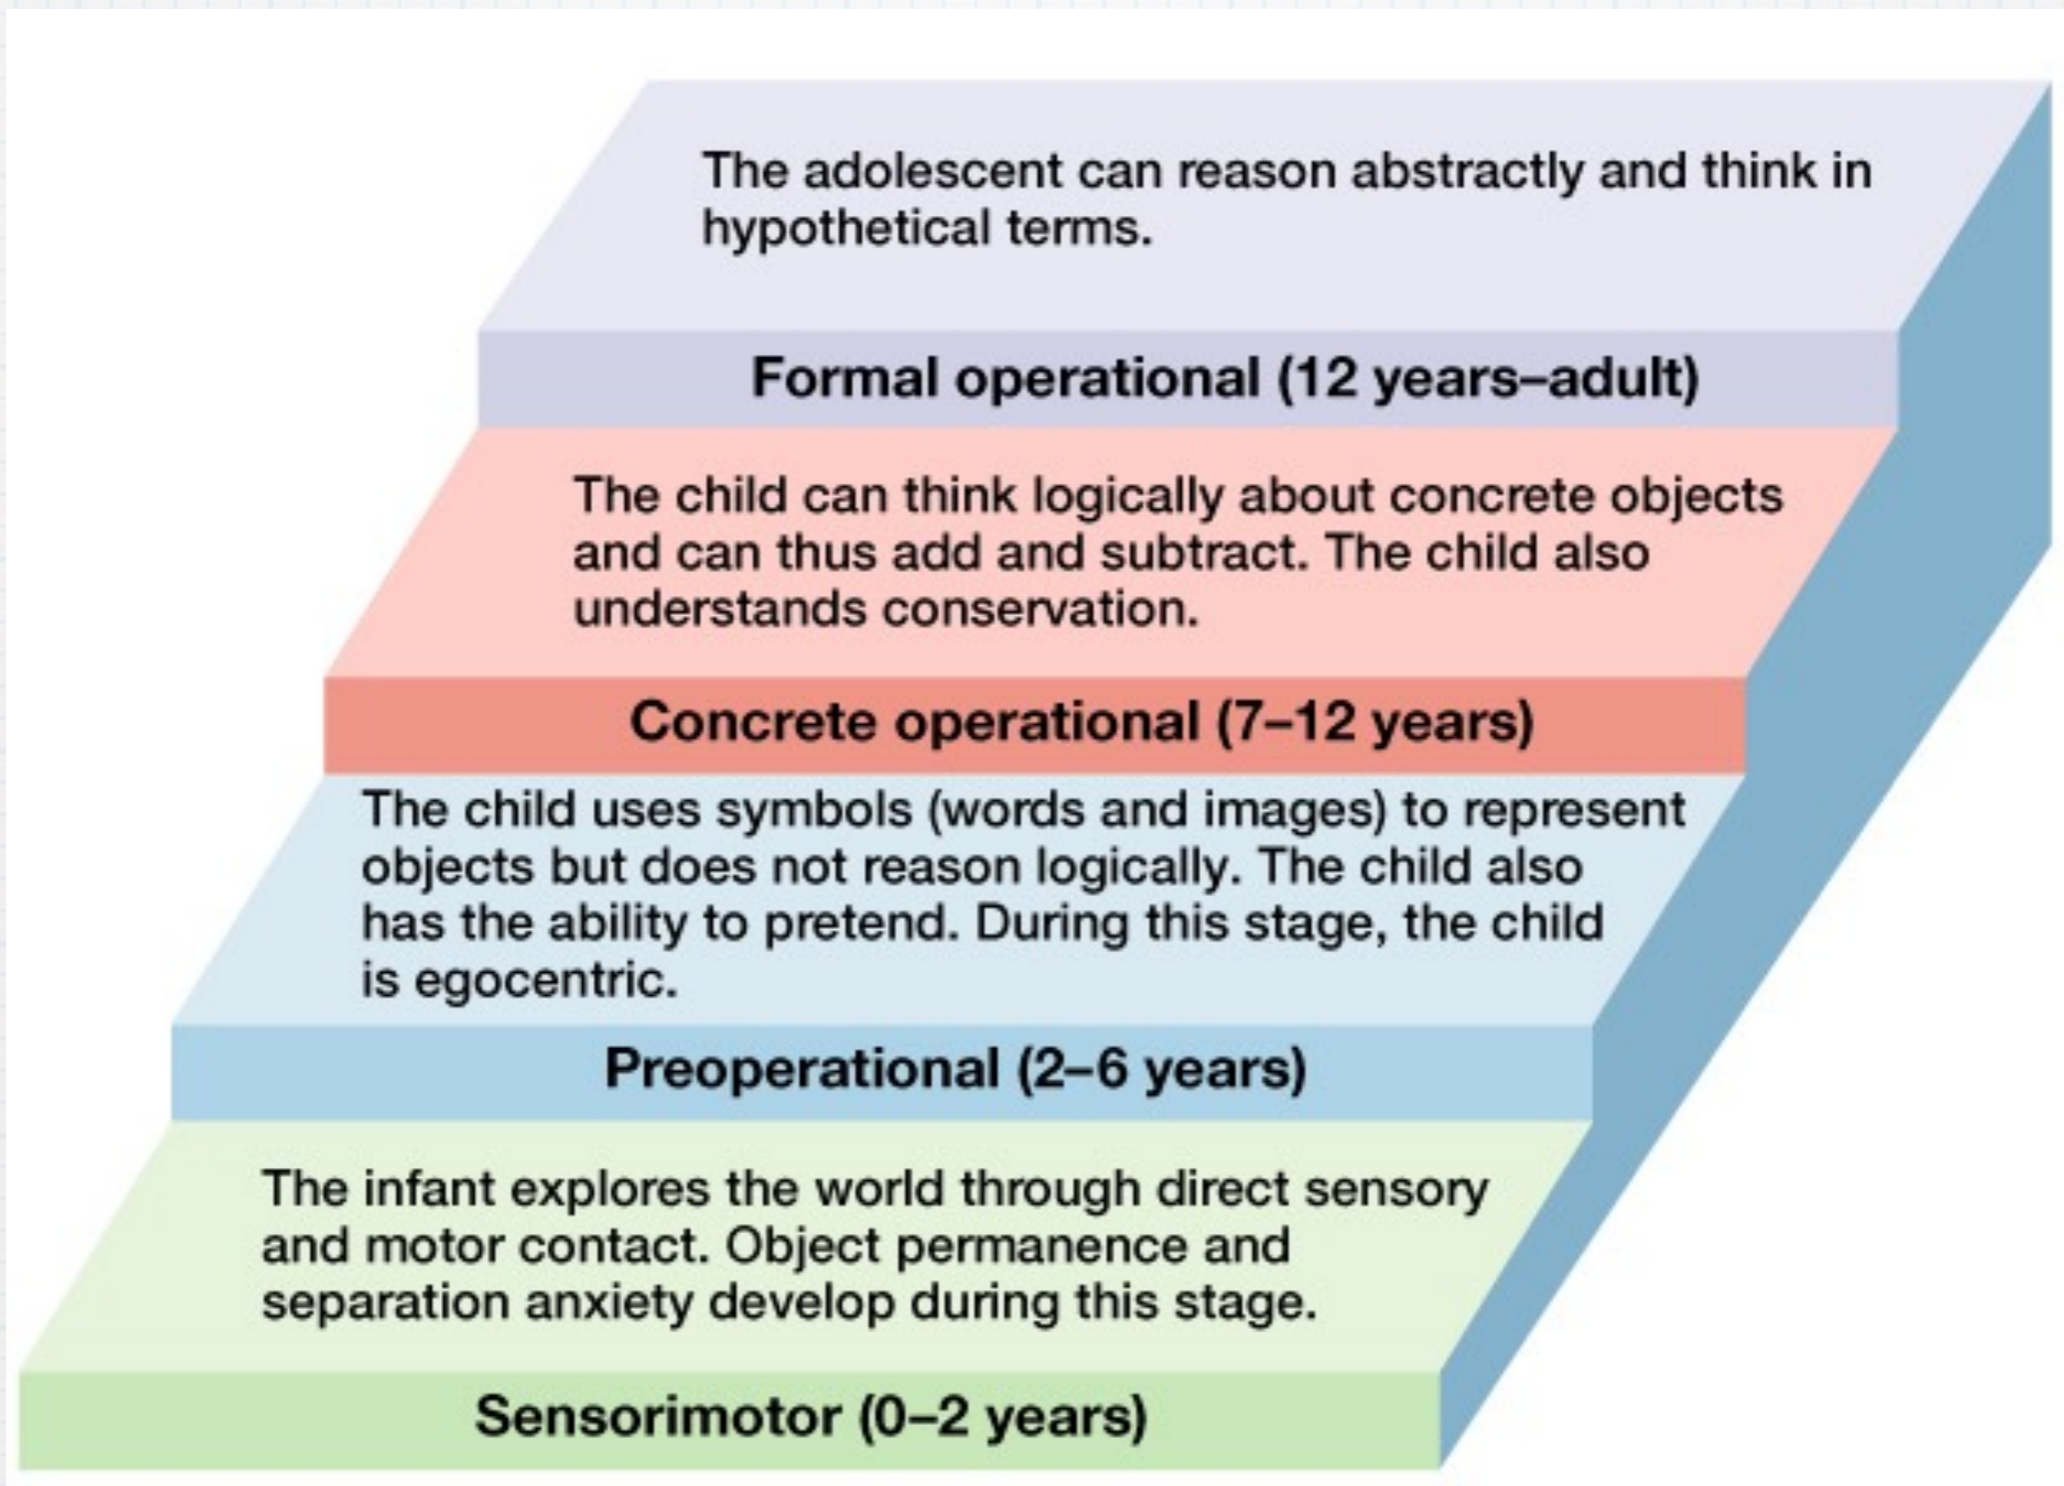 The adolescent can reason abstractly and think in
hypothetical terms.
Formal operational (12 years–adult)
The child can think logically about concrete objects
and can thus add and subtract. The child also
understands conservation.
Concrete operational (7–12 years)
The child uses symbols (words and images) to represent
objects but does not reason logically. The child also
has the ability to pretend. During this stage, the child
is egocentric.
Preoperational (2–6 years)
The infant explores the world through direct sensory
and motor contact. Object permanence and
separation anxiety develop during this stage.
Sensorimotor (0–2 years)